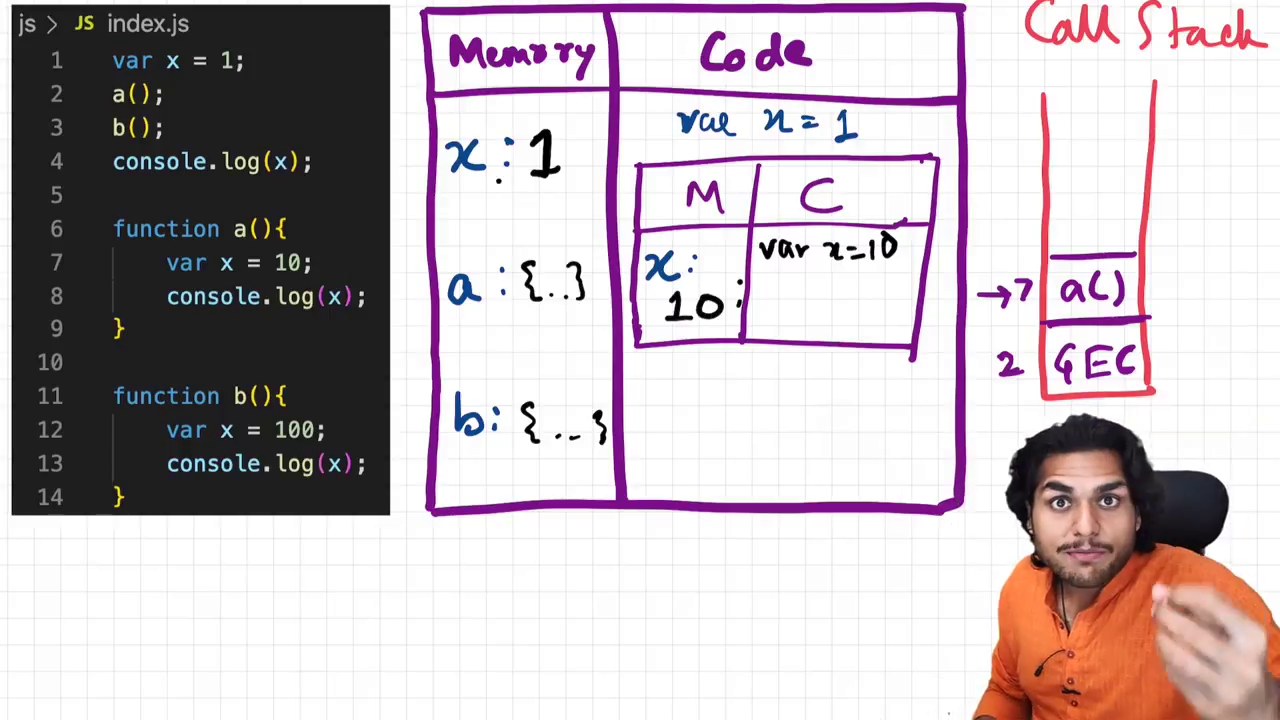 js > JS index.js
1 var x = 1;
2 a();
3 b();
4 console.log(x);
5
6 function a(){
7 var x = 10;
8 console.log(x);
9 }
10
11 function b(){
12 var x = 100;
13 console.log(x);
14 }
Memory Code
var x = 1
x : 1
M C
x:
10
var x=10
a : {..}
b: {...}
Call Stack
→7 a()
2 GEC